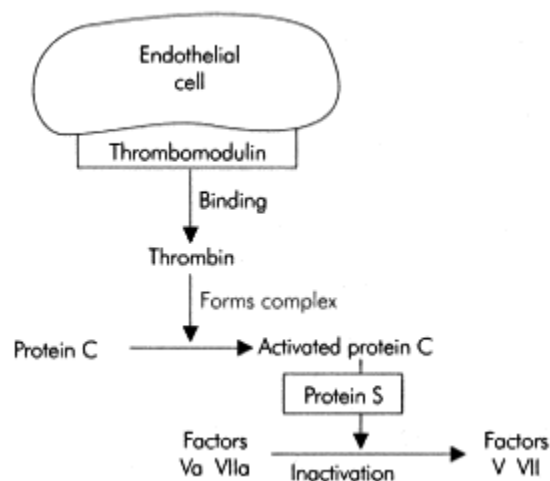 Endothelial
cell
Thrombomodulin
Binding
Thrombin
Forms complex
Protein C
Activated protein C
Protein S
Factors
Va VIIa
Inactivation
Factors
V VII